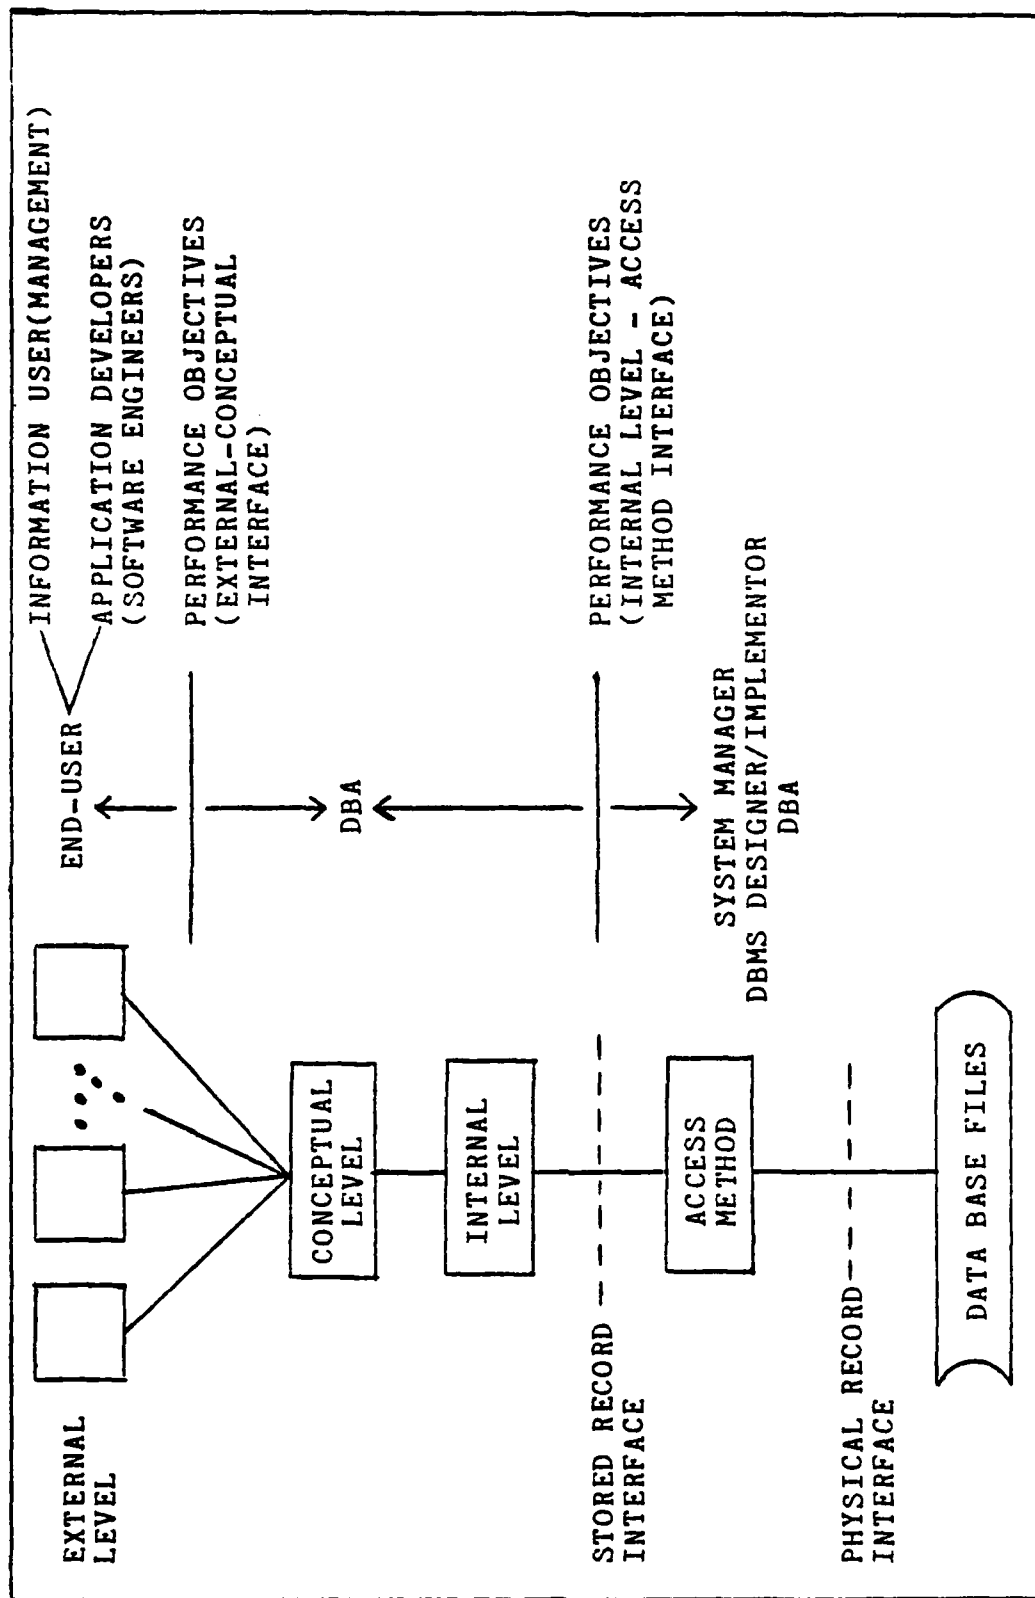 EXTERNAL
LEVEL
END-USER
INFORMATION USER(MANAGEMENT)
APPLICATION DEVELOPERS
(SOFTWARE ENGINEERS)
PERFORMANCE OBJECTIVES
(EXTERNAL-CONCEPTUAL
INTERFACE)
CONCEPTUAL
LEVEL
DBA
INTERNAL
LEVEL
STORED RECORD
INTERFACE
PERFORMANCE OBJECTIVES
(INTERNAL LEVEL - ACCESS
METHOD INTERFACE)
ACCESS
METHOD
SYSTEM MANAGER
DBMS DESIGNER/IMPLEMENTOR
DBA
PHYSICAL RECORD
INTERFACE
DATA BASE FILES